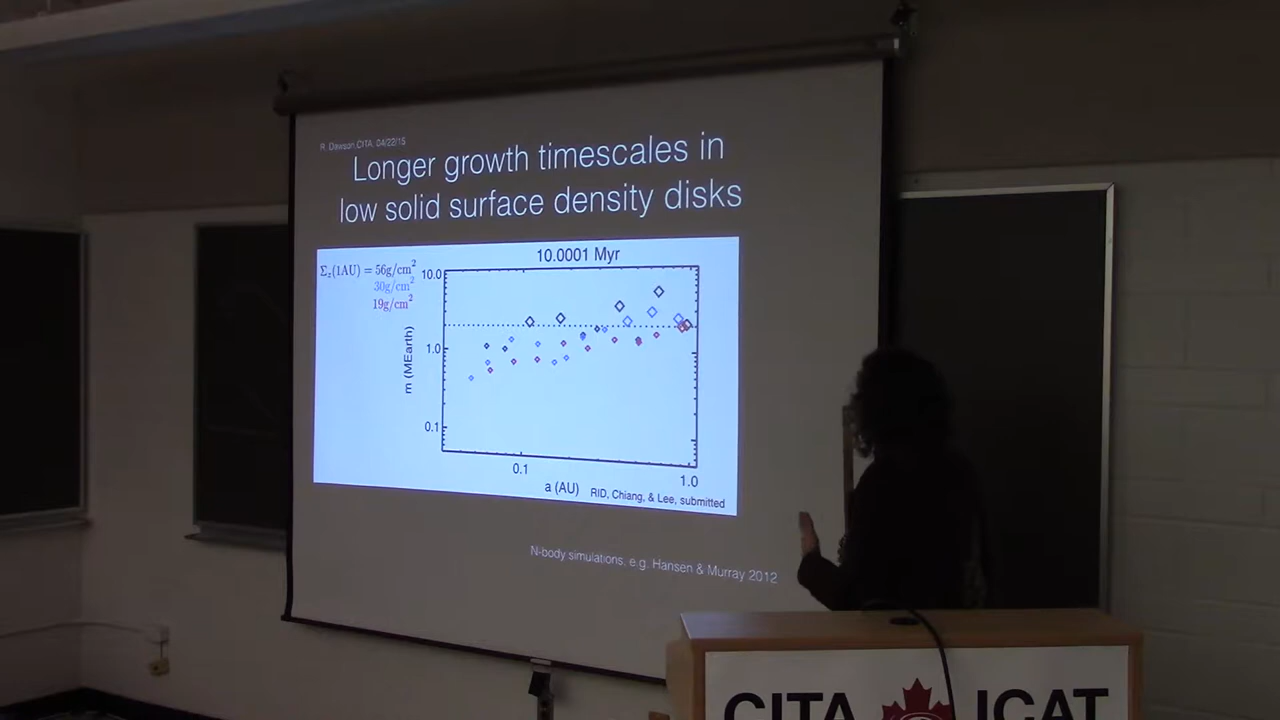 R. Dawson CITA, 04/22/15
Longer growth timescales in
low solid surface density disks
Σz(1AU) = 56g/cm²
30g/cm²
19g/cm²
10.0001 Myr
10.0
1.0
0.1
m (MEarth)
0.1
1.0
a (AU)
RID, Chiang, & Lee, submitted
N-body simulations, e.g. Hansen & Murray 2012
CITA ICAT